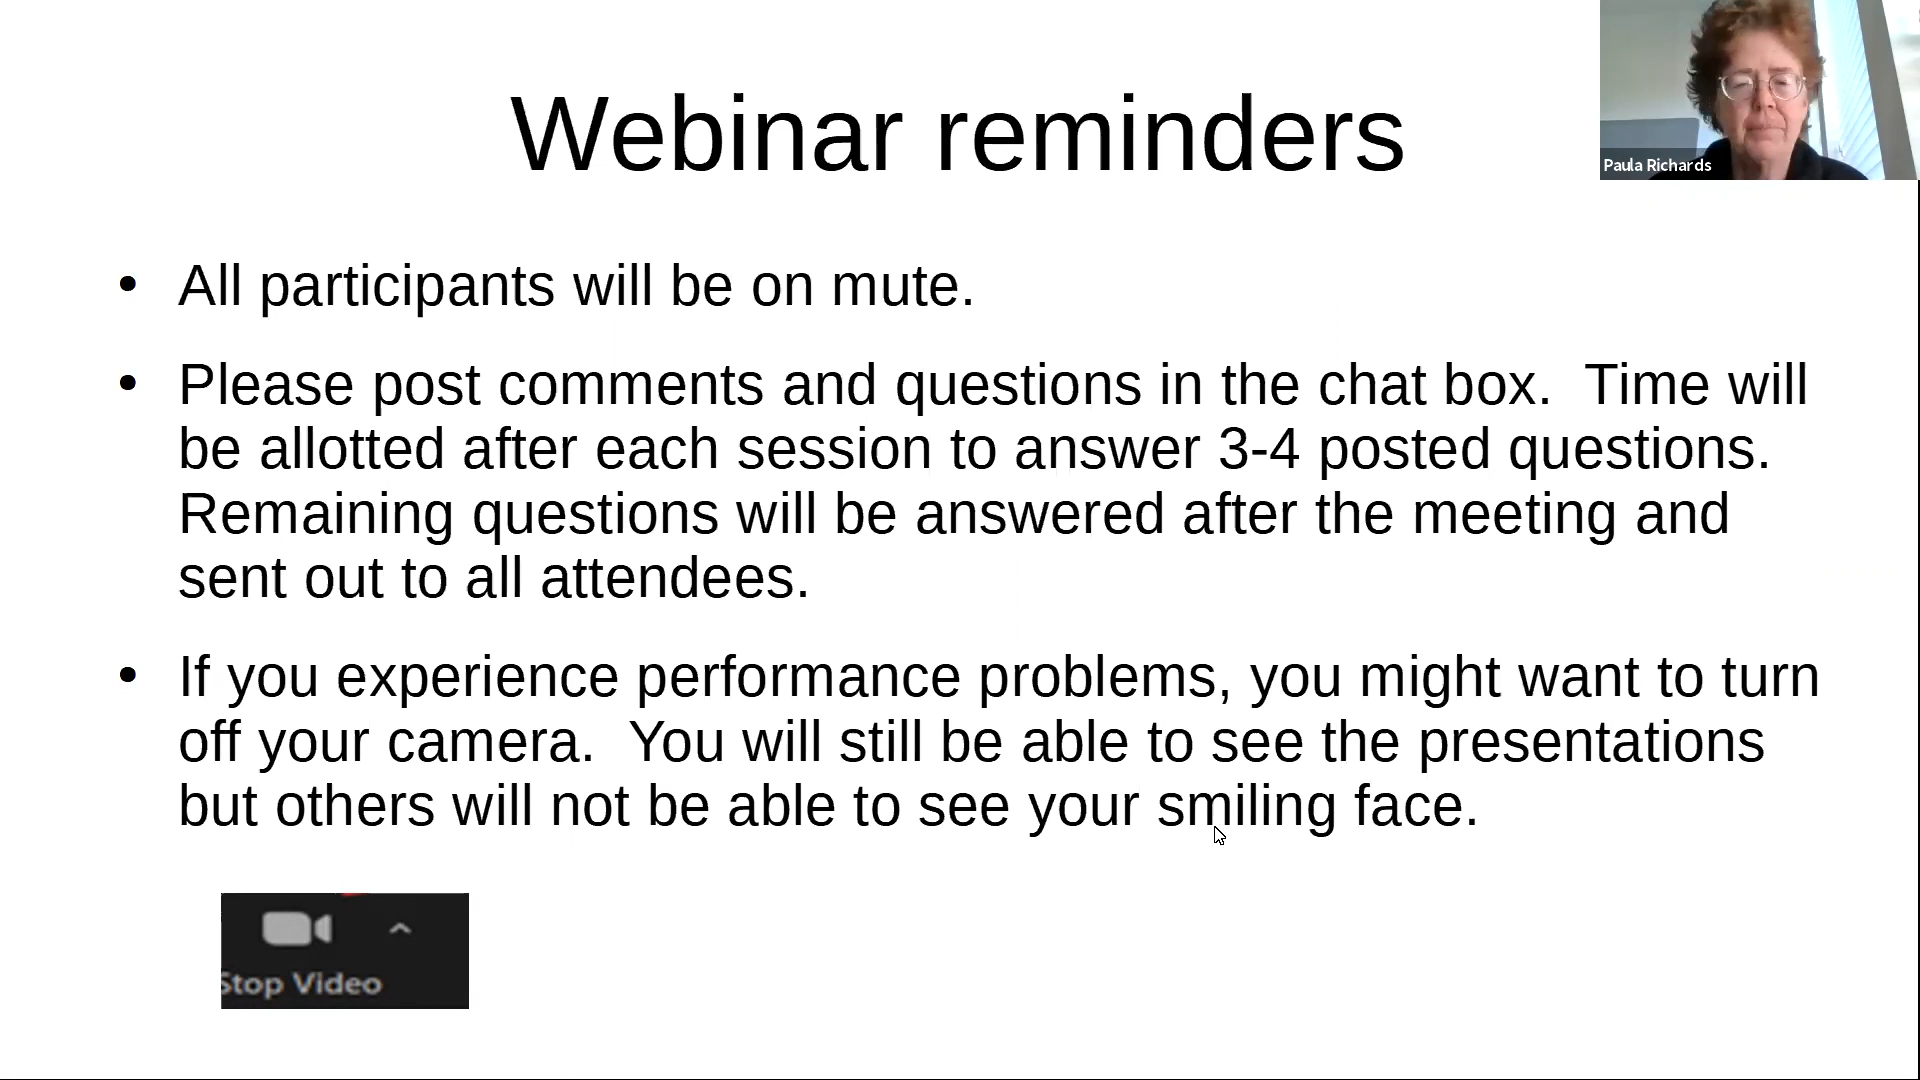 Webinar reminders
Paula Richards
• All participants will be on mute.
• Please post comments and questions in the chat box.  Time will
be allotted after each session to answer 3-4 posted questions.
Remaining questions will be answered after the meeting and
sent out to all attendees.
• If you experience performance problems, you might want to turn
off your camera.  You will still be able to see the presentations
but others will not be able to see your smiling face.
Stop Video